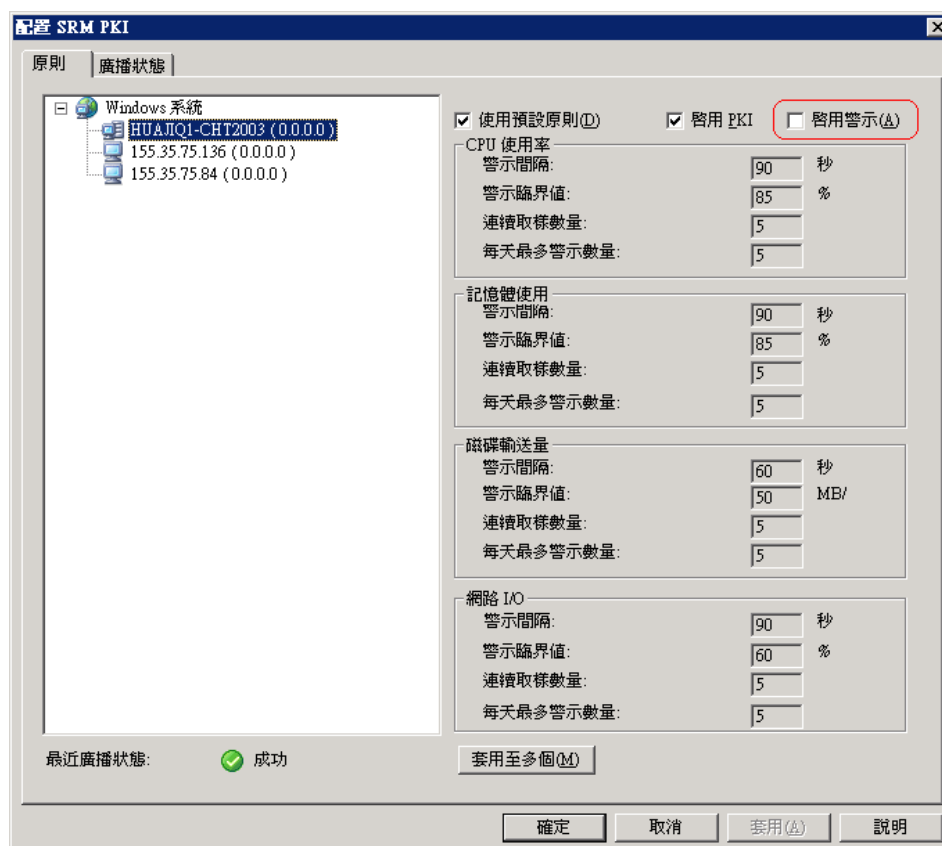 配置 SRM PKI
原則
廣播狀態
Windows 系統
HUAJIQ1-CHT2003 (0.0.0.0)
155.35.75.136 (0.0.0.0)
155.35.75.84 (0.0.0.0)
使用預設原則(D) 啓用 PKI 啓用警示(A)
CPU 使用率
警示間隔: 90 秒
警示臨界值: 85 %
連續取樣數量: 5
每天最多警示數量: 5
記憶體使用
警示間隔: 90 秒
警示臨界值: 85 %
連續取樣數量: 5
每天最多警示數量: 5
磁碟輸送量
警示間隔: 60 秒
警示臨界值: 50 MB/
連續取樣數量: 5
每天最多警示數量: 5
網路 I/O
警示間隔: 90 秒
警示臨界值: 60 %
連續取樣數量: 5
每天最多警示數量: 5
最近廣播狀態: 成功
套用至多個(M)
確定 取消 套用(A) 說明